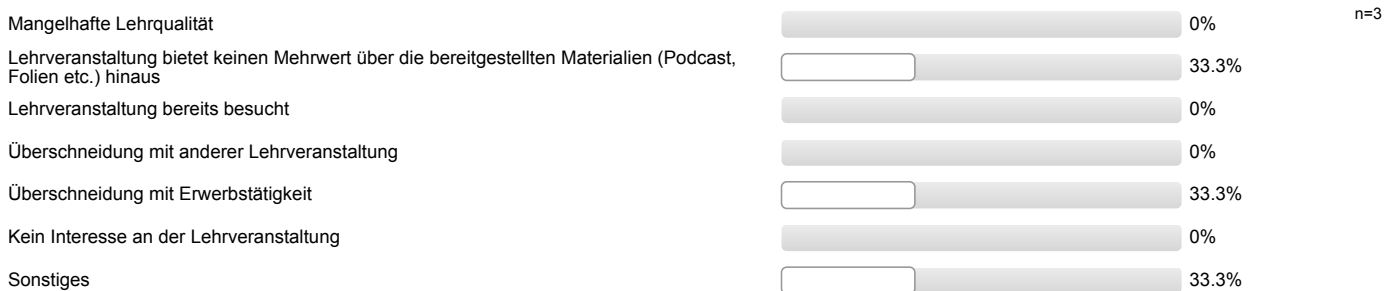 Mangelhafte Lehrqualität 0% n=3
Lehrveranstaltung bietet keinen Mehrwert über die bereitgestellten Materialien (Podcast,
Folien etc.) hinaus 33.3%
Lehrveranstaltung bereits besucht 0%
Überschneidung mit anderer Lehrveranstaltung 0%
Überschneidung mit Erwerbstätigkeit 33.3%
Kein Interesse an der Lehrveranstaltung 0%
Sonstiges 33.3%